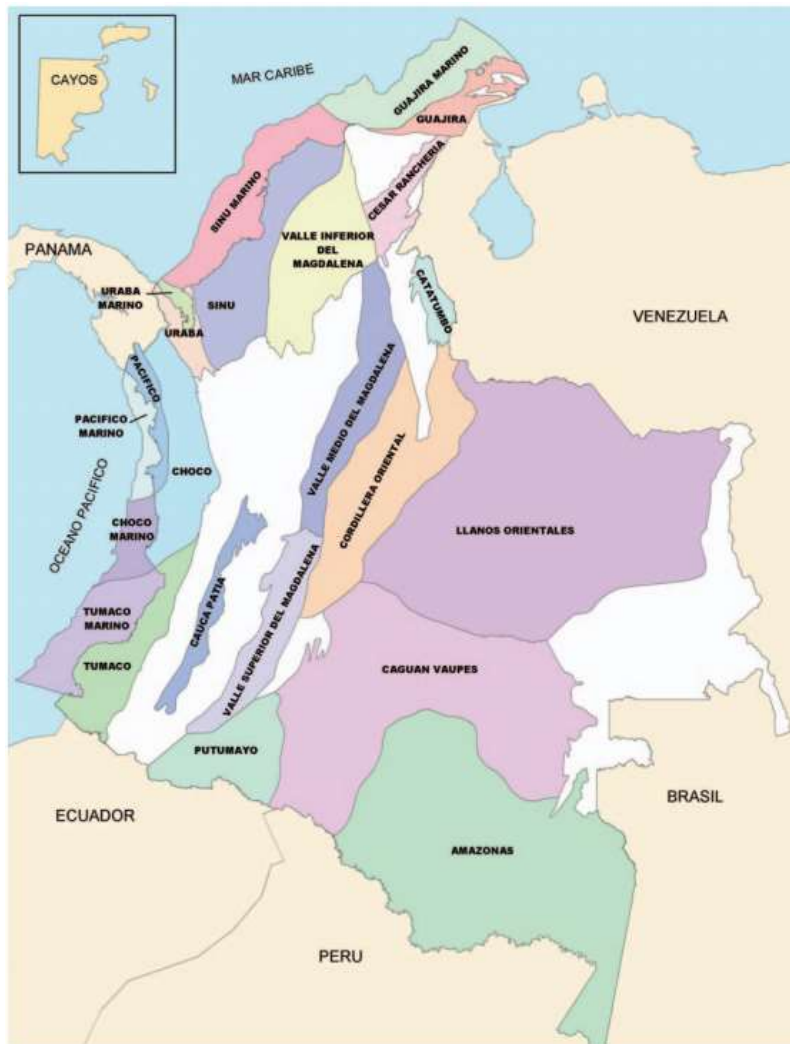 CAYOS
MAR CARIBE
GUAJIRA MARINO
GUAJIRA
SINU MARINO
CESAR RANCHERIA
PANAMA
VALLE INFERIOR
DEL
MAGDALENA
URABA
MARINO
SINU
CATATUMBO
VENEZUELA
URABA
PACIFICO
PACIFICO
MARINO
CHOCO
VALLE MEDIO DEL MAGDALENA
OCEANO PACIFICO
CORDILLERA ORIENTAL
CHOCO
MARINO
LLANOS ORIENTALES
TUMACO
MARINO
CAUCA PATIA
VALLE SUPERIOR DEL MAGDALENA
TUMACO
CAGUAN VAUPES
PUTUMAYO
ECUADOR
BRASIL
AMAZONAS
PERU